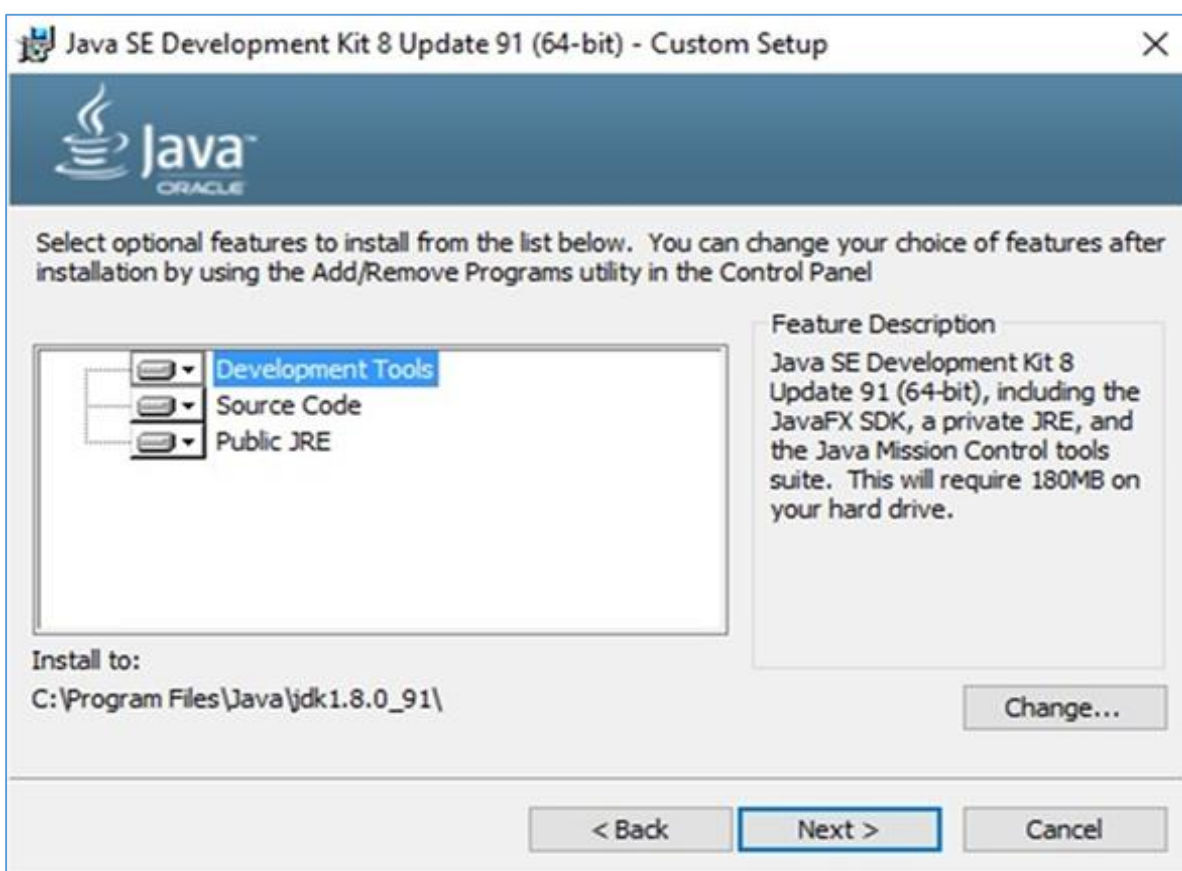 Java SE Development Kit 8 Update 91 (64-bit) - Custom Setup
Java™
ORACLE
Select optional features to install from the list below.  You can change your choice of features after
installation by using the Add/Remove Programs utility in the Control Panel
Development Tools
Source Code
Public JRE
Feature Description
Java SE Development Kit 8
Update 91 (64-bit), including the
JavaFX SDK, a private JRE, and
the Java Mission Control tools
suite.  This will require 180MB on
your hard drive.
Install to:
C:\Program Files\Java\jdk1.8.0_91\
Change...
< Back
Next >
Cancel